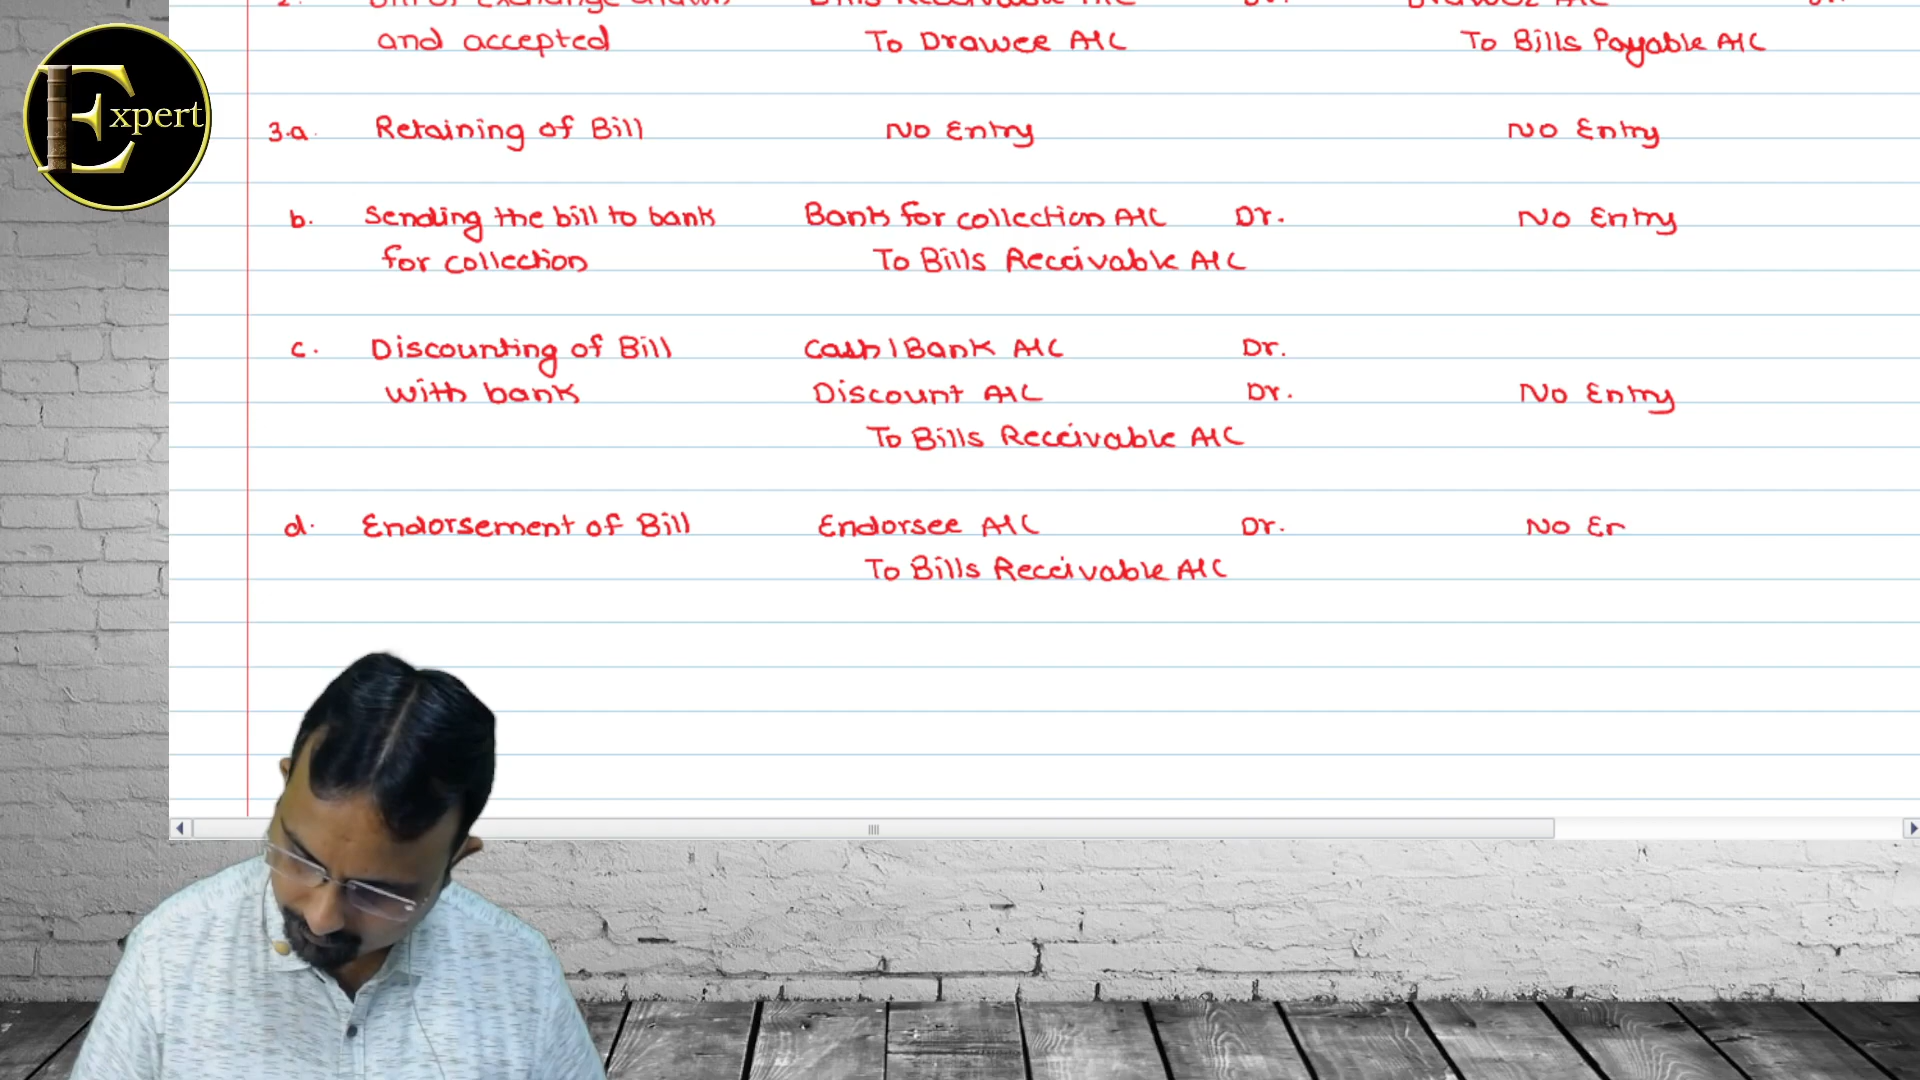 Expert
and accepted To Drawee A/C To Bills Payable A/C
3.a. Retaining of Bill No Entry No Entry
b. Sending the bill to bank Bank for collection A/C Dr. No Entry
for collection To Bills Receivable A/C
c. Discounting of Bill Cash/Bank A/C Dr.
with bank Discount A/C Dr. No Entry
To Bills Receivable A/C
d. Endorsement of Bill Endorsee A/C Dr. No En
To Bills Receivable A/C